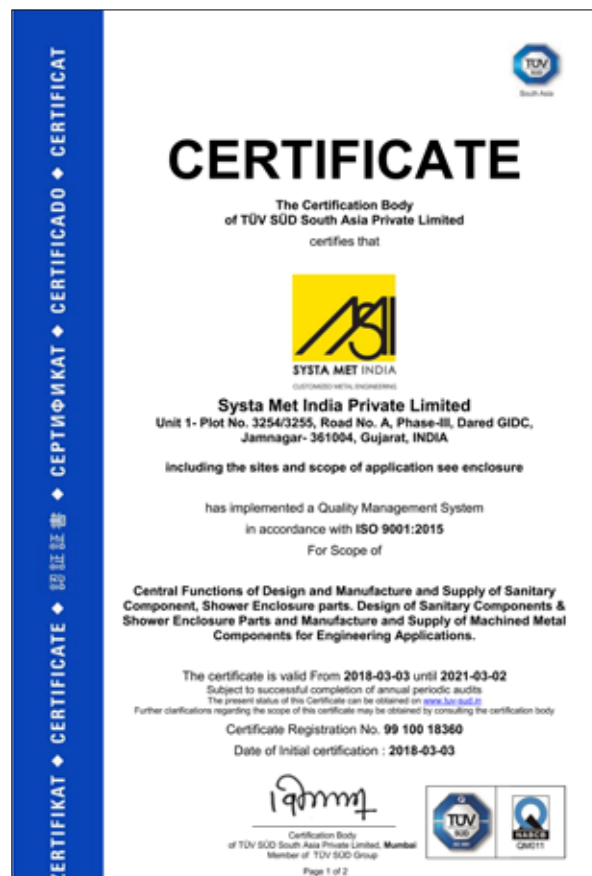 CERTIFIKAT ◆ CERTIFICATE ◆ 認証証書 ◆ СЕРТИФИКАТ ◆ CERTIFICADO ◆ CERTIFICAT
TÜV
SÜD
South Asia
CERTIFICATE
The Certification Body
of TÜV SÜD South Asia Private Limited
certifies that
SYSTA MET INDIA
CUSTOMIZED METAL ENGINEERING
Systa Met India Private Limited
Unit 1- Plot No. 3254/3255, Road No. A, Phase-III, Dared GIDC,
Jamnagar- 361004, Gujarat, INDIA
including the sites and scope of application see enclosure
has implemented a Quality Management System
in accordance with ISO 9001:2015
For Scope of
Central Functions of Design and Manufacture and Supply of Sanitary
Component, Shower Enclosure parts. Design of Sanitary Components &
Shower Enclosure Parts and Manufacture and Supply of Machined Metal
Components for Engineering Applications.
The certificate is valid From 2018-03-03 until 2021-03-02
Subject to successful completion of annual periodic audits
The present status of this Certificate can be obtained on www.tuv-sud.in
Further clarifications regarding the scope of this certificate may be obtained by consulting the certification body
Certificate Registration No. 99 100 18360
Date of Initial certification : 2018-03-03
Certification Body
of TÜV SÜD South Asia Private Limited, Mumbai
Member of TÜV SÜD Group
Page 1 of 2
TÜV
SÜD
NABCB
QM011